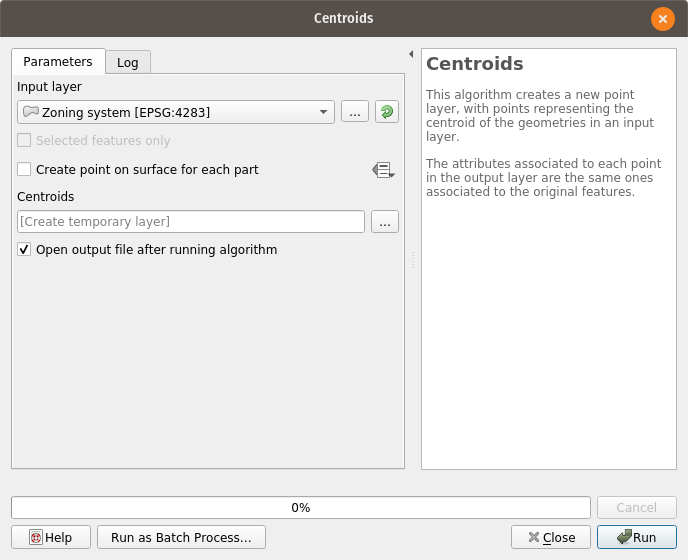 Centroids
Parameters
Log
Input layer
Zoning system [EPSG:4283]
...
Selected features only
Create point on surface for each part
Centroids
[Create temporary layer]
...
Open output file after running algorithm
Centroids
This algorithm creates a new point
layer, with points representing the
centroid of the geometries in an input
layer.
The attributes associated to each point
in the output layer are the same ones
associated to the original features.
0%
Cancel
Help
Run as Batch Process...
Close
Run